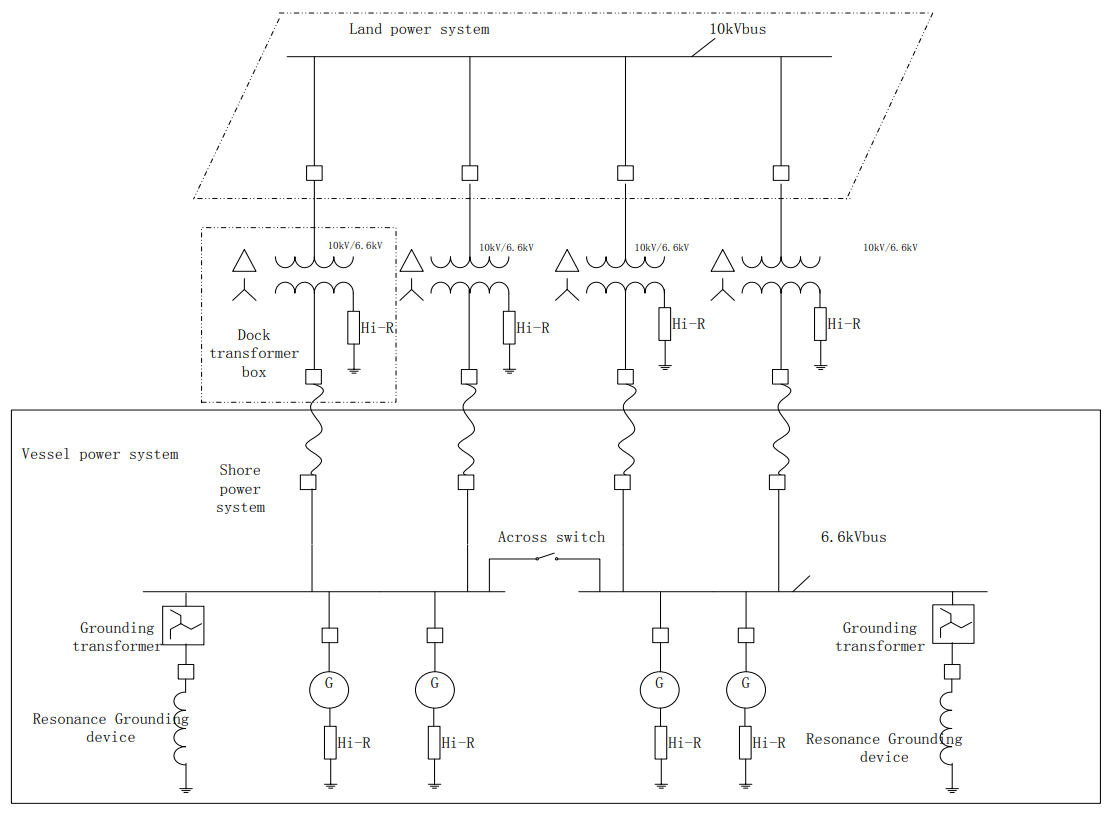 Land power system
10kVbus
10kV/6.6kV
10kV/6.6kV
10kV/6.6kV
10kV/6.6kV
Hi-R
Hi-R
Hi-R
Hi-R
Dock
transformer
box
Vessel power system
Shore
power
system
Across switch
6.6kVbus
Grounding
transformer
Grounding
transformer
G
G
G
G
Resonance Grounding
device
Hi-R
Hi-R
Hi-R
Hi-R
Resonance Grounding
device